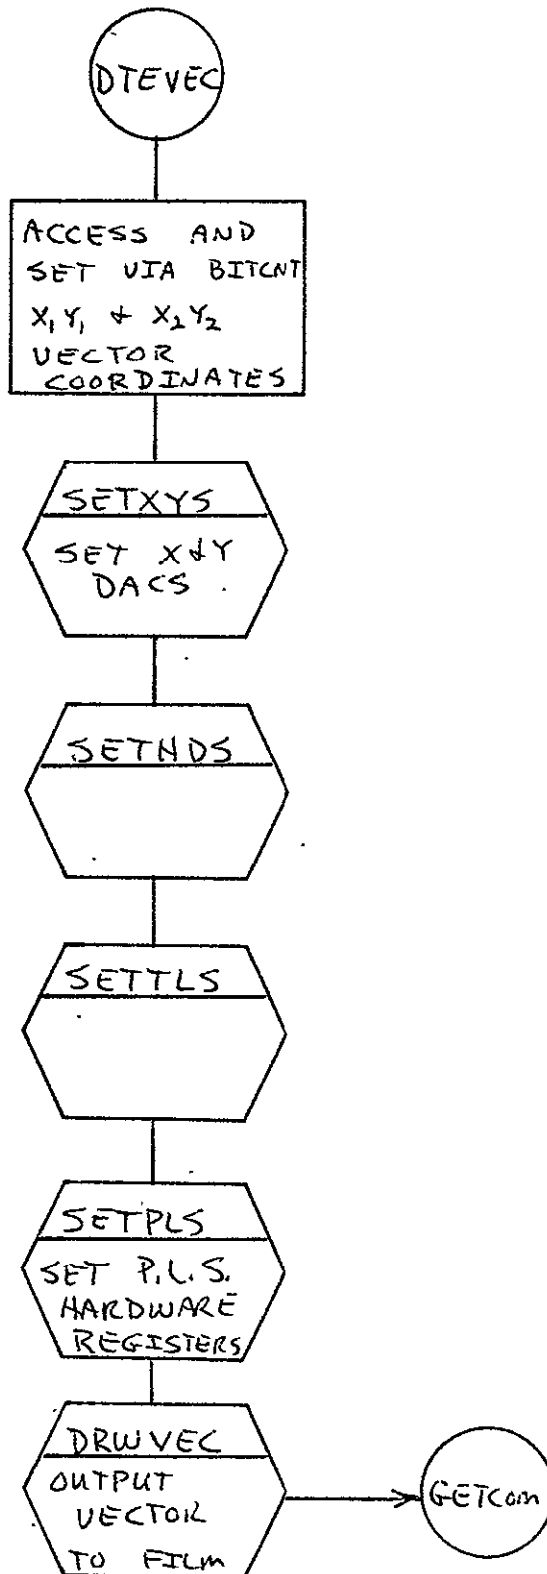 DTEVEC
ACCESS AND
SET VIA BITCNT
X₁Y₁ & X₂Y₂
VECTOR
COORDINATES
SETXYS
SET X&Y
DACS
SETNDS
SETTLS
SETPLS
SET P.L.S.
HARDWARE
REGISTERS
DRWVEC
OUTPUT
VECTOR
TO FILM
GETCOM